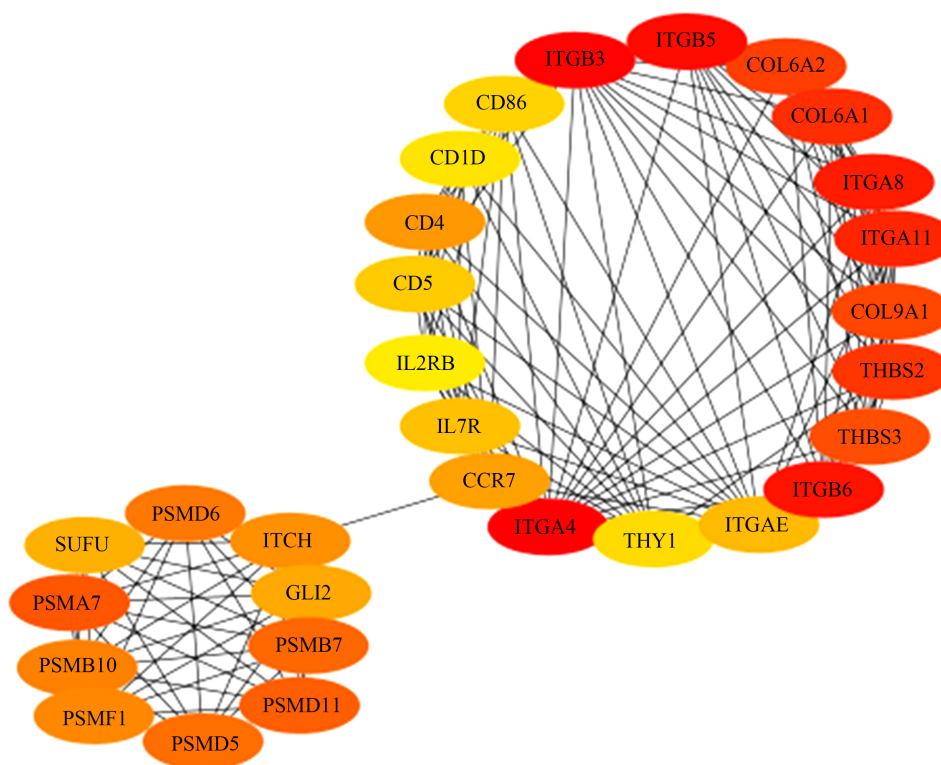 ITGB5
ITGB3
COL6A2
CD86
COL6A1
CD1D
ITGA8
CD4
ITGA11
CD5
COL9A1
IL2RB
THBS2
IL7R
THBS3
CCR7
ITGB6
PSMD6
ITGA4
ITGAE
THY1
ITCH
SUFU
GLI2
PSMA7
PSMB7
PSMB10
PSMD11
PSMF1
PSMD5